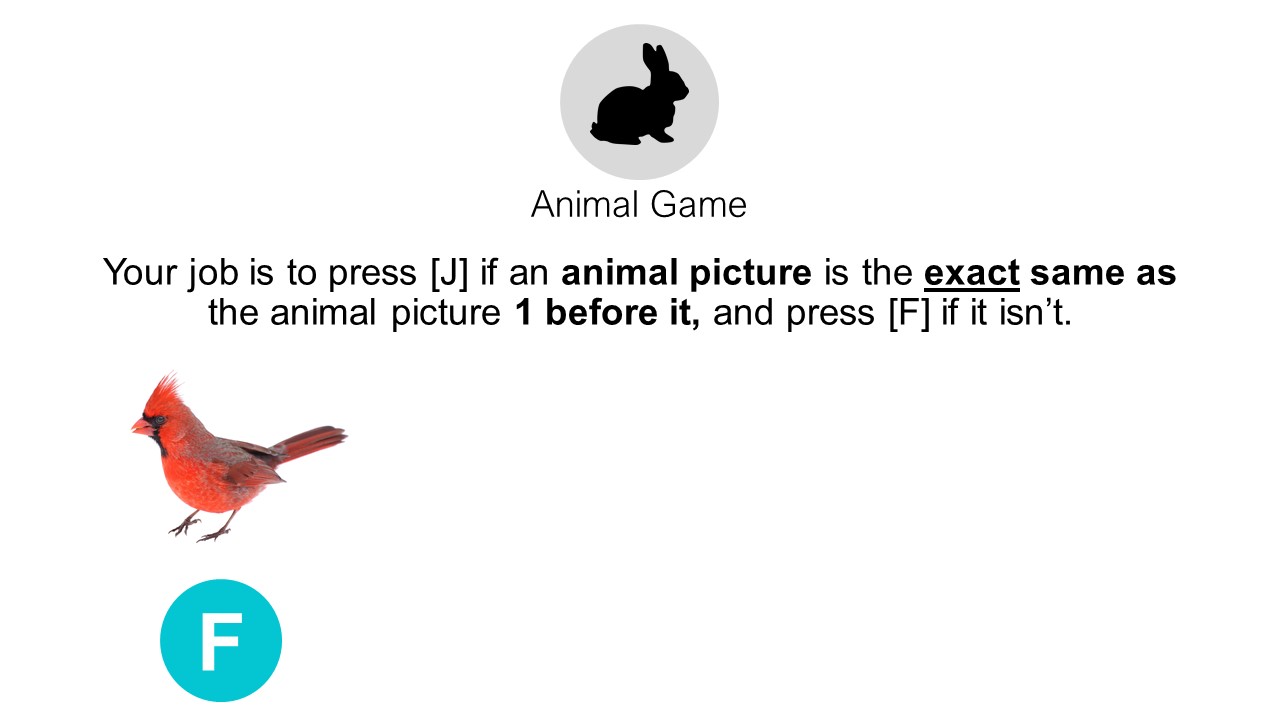 Animal Game
Your job is to press [J] if an animal picture is the exact same as
the animal picture 1 before it, and press [F] if it isn’t.
F